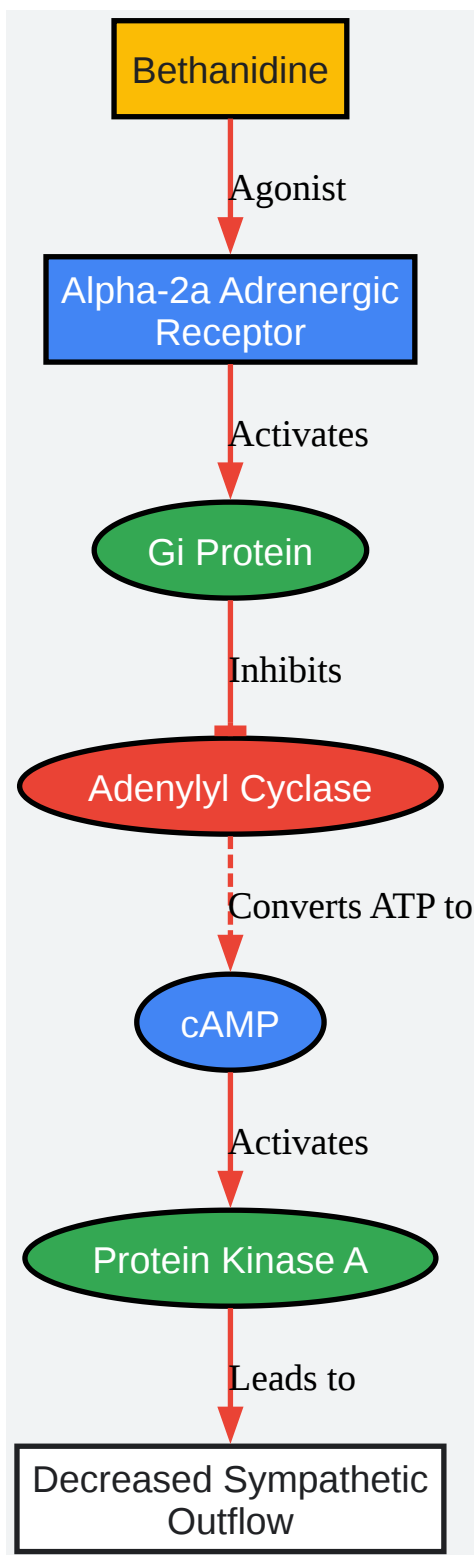 Bethanidine
Agonist
Alpha-2a Adrenergic
Receptor
Activates
Gi Protein
Inhibits
Adenylyl Cyclase
Converts ATP to
cAMP
Activates
Protein Kinase A
Leads to
Decreased Sympathetic
Outflow